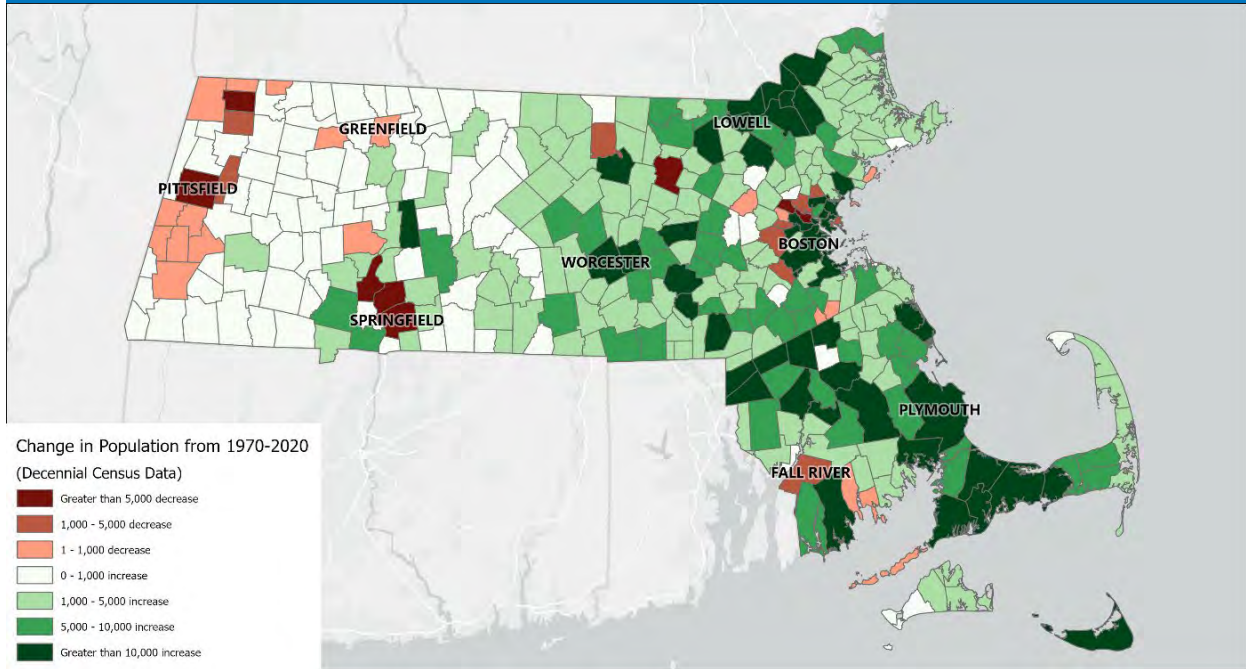 GREENFIELD
LOWELL
PITTSFIELD
BOSTON
WORCESTER
SPRINGFIELD
PLYMOUTH
FALL RIVER
Change in Population from 1970-2020
(Decennial Census Data)
Greater than 5,000 decrease
1,000 - 5,000 decrease
1 - 1,000 decrease
0 - 1,000 increase
1,000 - 5,000 increase
5,000 - 10,000 increase
Greater than 10,000 increase